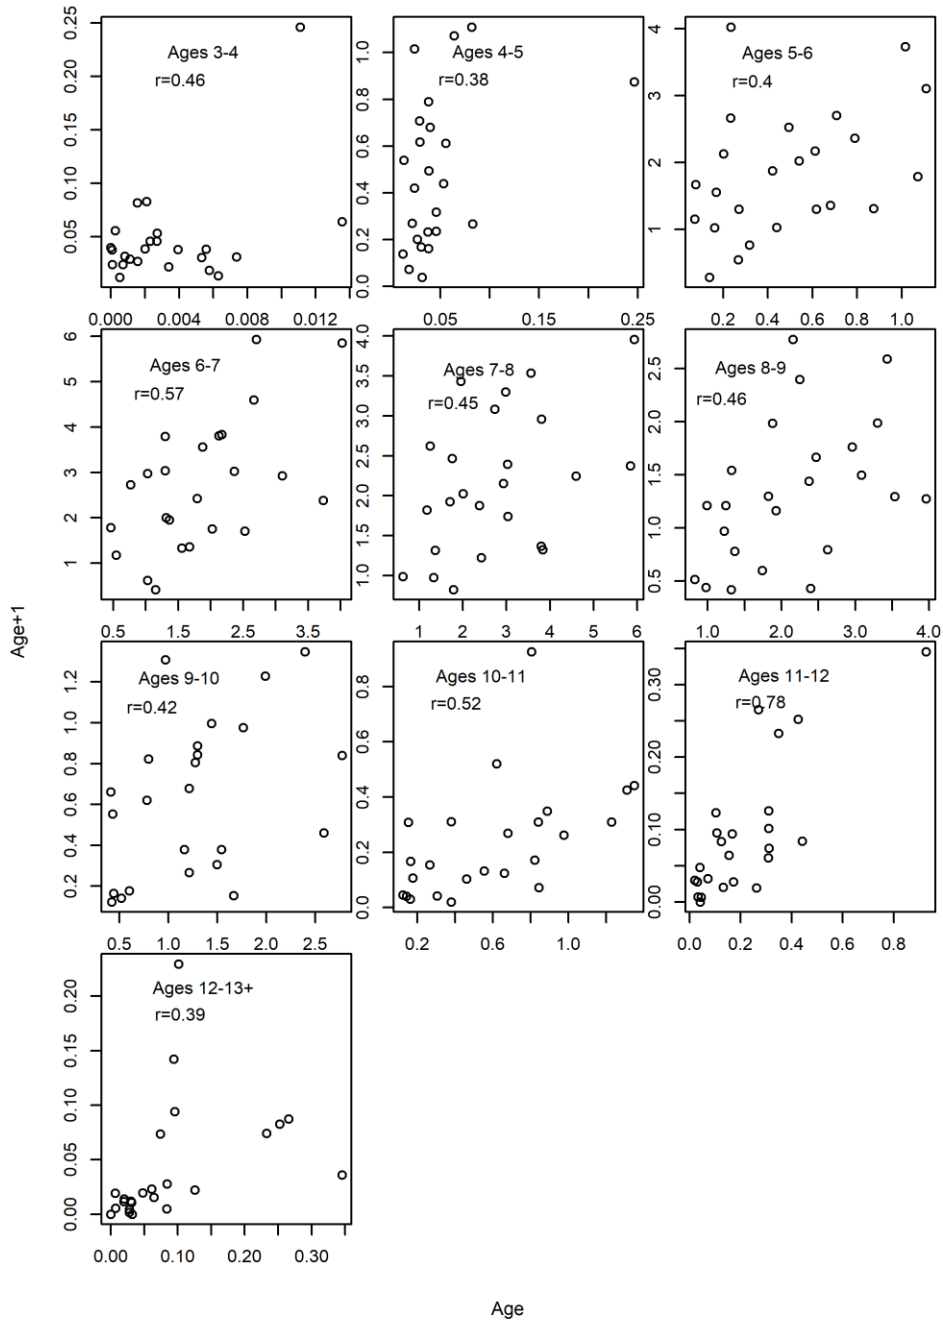 Ages 3-4
r=0.46
0.05 0.10 0.15 0.20 0.25
0.000 0.004 0.008 0.012
Ages 4-5
r=0.38
0.0 0.2 0.4 0.6 0.8 1.0
0.05 0.15 0.25
Ages 5-6
r=0.4
1 2 3 4
0.2 0.4 0.6 0.8 1.0
Ages 6-7
r=0.57
1 2 3 4 5 6
0.5 1.5 2.5 3.5
Ages 7-8
r=0.45
1.0 1.5 2.0 2.5 3.0 3.5 4.0
1 2 3 4 5 6
Ages 8-9
r=0.46
0.5 1.0 1.5 2.0 2.5
1.0 2.0 3.0 4.0
Ages 9-10
r=0.42
0.2 0.4 0.6 0.8 1.0 1.2
0.5 1.0 1.5 2.0 2.5
Ages 10-11
r=0.52
0.0 0.2 0.4 0.6 0.8
0.2 0.6 1.0
Ages 11-12
r=0.78
0.00 0.10 0.20 0.30
0.0 0.2 0.4 0.6 0.8
Ages 12-13+
r=0.39
0.00 0.05 0.10 0.15 0.20
0.00 0.10 0.20 0.30
Age+1
Age